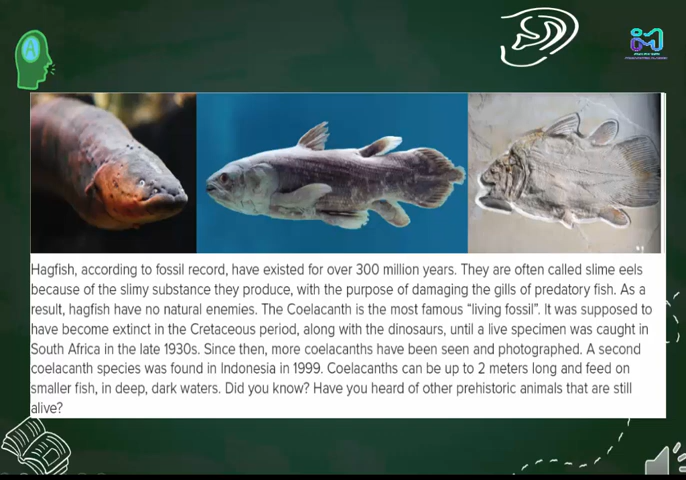 A
Hagfish, according to fossil record, have existed for over 300 million years. They are often called slime eels
because of the slimy substance they produce, with the purpose of damaging the gills of predatory fish. As a
result, hagfish have no natural enemies. The Coelacanth is the most famous “living fossil”. It was supposed to
have become extinct in the Cretaceous period, along with the dinosaurs, until a live specimen was caught in
South Africa in the late 1930s. Since then, more coelacanths have been seen and photographed. A second
coelacanth species was found in Indonesia in 1999. Coelacanths can be up to 2 meters long and feed on
smaller fish, in deep, dark waters. Did you know? Have you heard of other prehistoric animals that are still
alive?